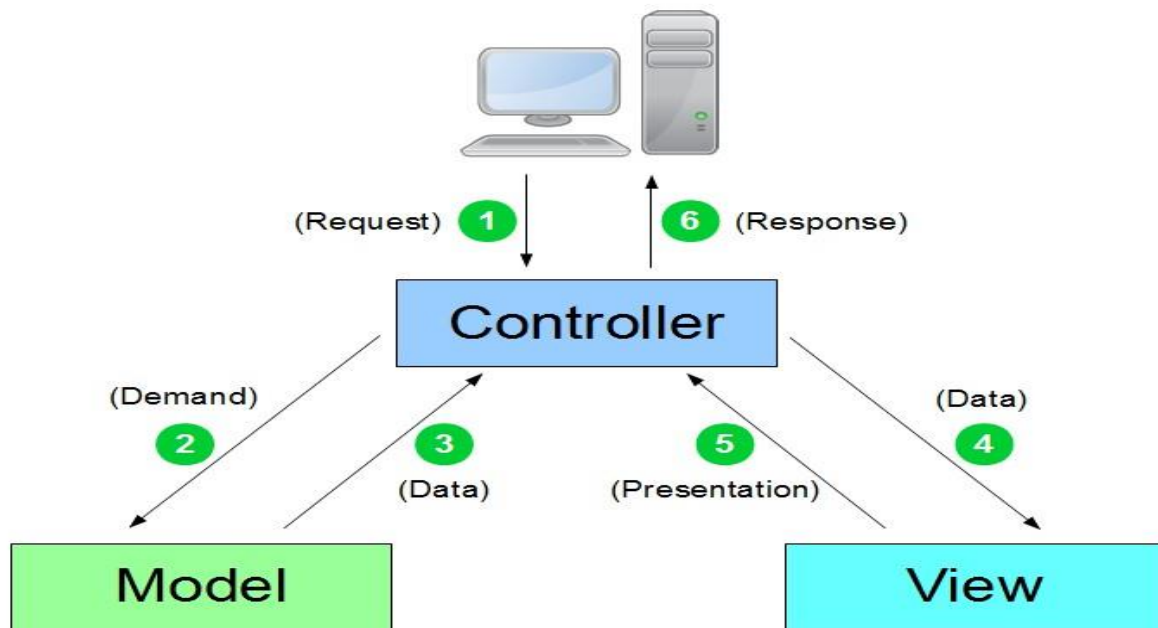 (Request) 1 6 (Response)
Controller
(Demand)
2
3
(Data)
(Data)
4
5
(Presentation)
Model
View